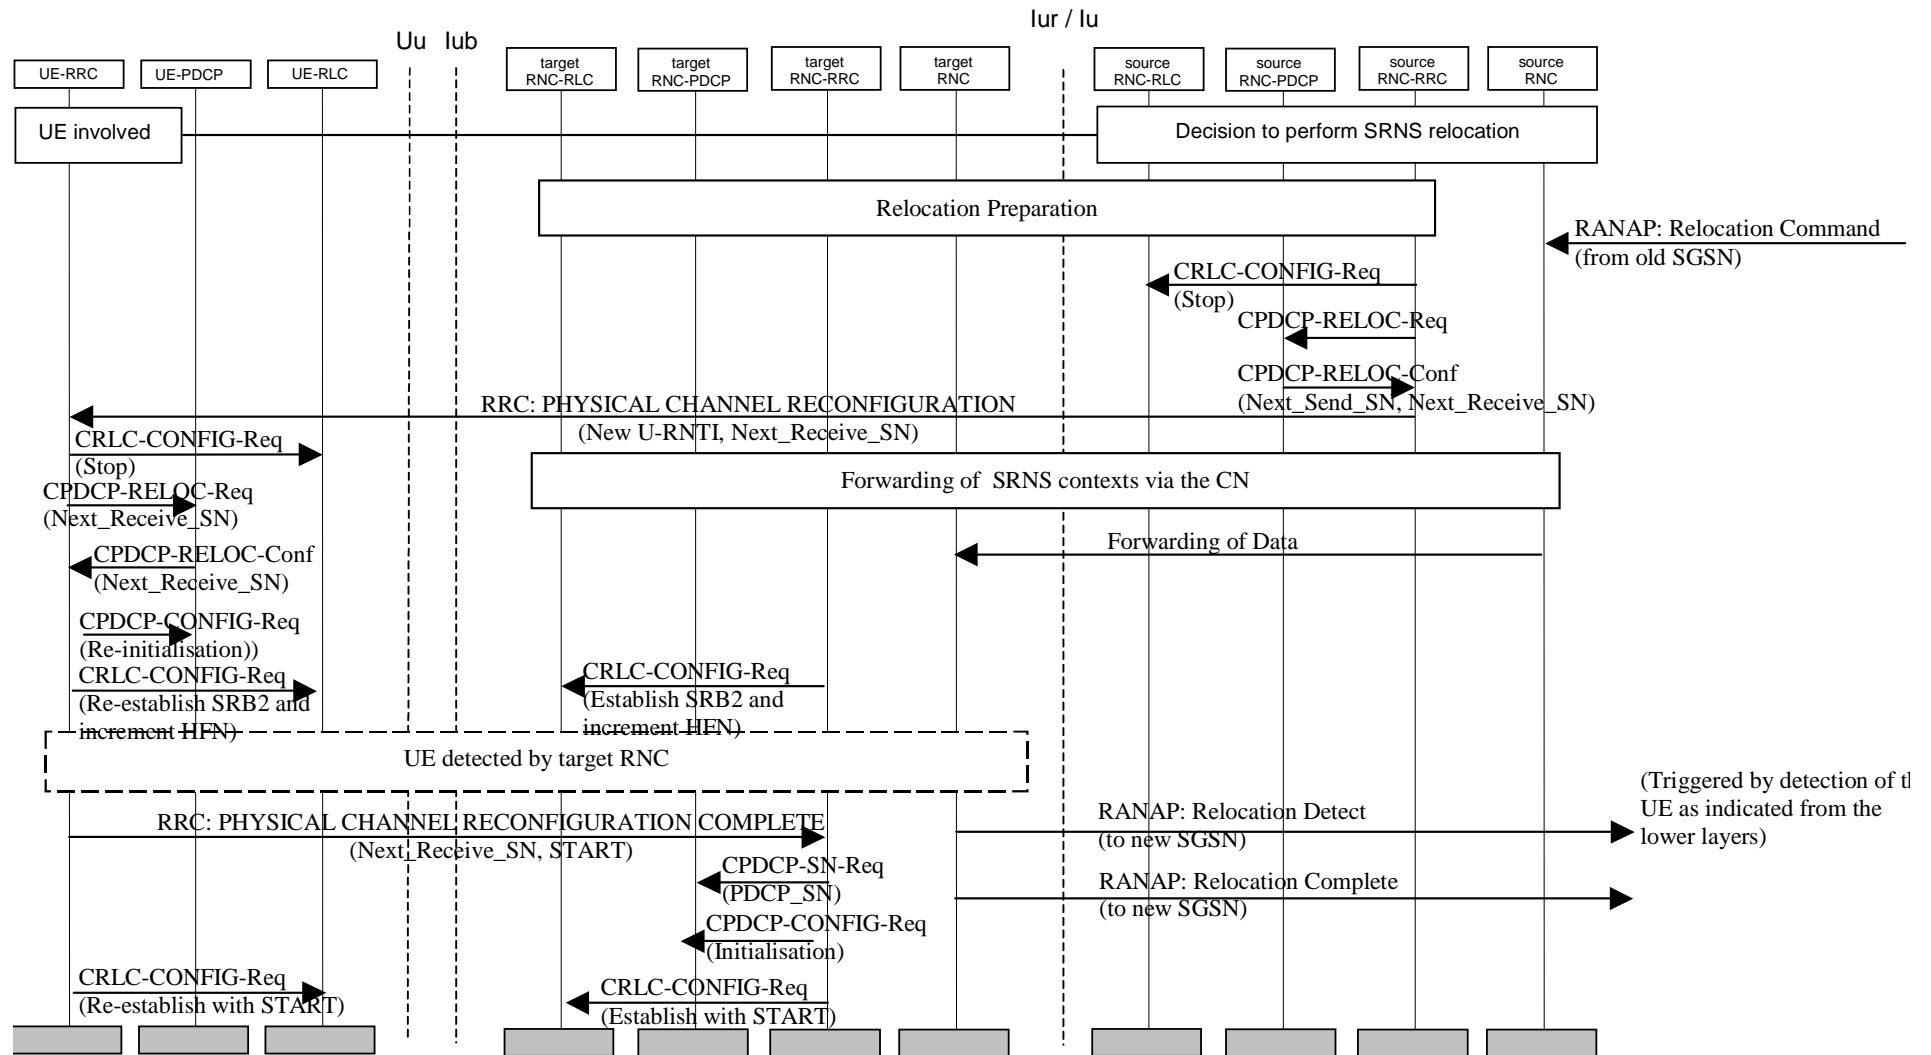 Iur / Iu
Uu Iub
UE-RRC UE-PDCP UE-RLC
target
RNC-RLC
target
RNC-PDCP
target
RNC-RRC
target
RNC
source
RNC-RLC
source
RNC-PDCP
source
RNC-RRC
source
RNC
UE involved
Decision to perform SRNS relocation
Relocation Preparation
RANAP: Relocation Command
(from old SGSN)
CRLC-CONFIG-Req
(Stop)
CPDCP-RELOC-Req
CPDCP-RELOC-Conf
(Next_Send_SN, Next_Receive_SN)
RRC: PHYSICAL CHANNEL RECONFIGURATION
(New U-RNTI, Next_Receive_SN)
CRLC-CONFIG-Req
(Stop)
Forwarding of SRNS contexts via the CN
CPDCP-RELOC-Req
(Next_Receive_SN)
Forwarding of Data
CPDCP-RELOC-Conf
(Next_Receive_SN)
CPDCP-CONFIG-Req
(Re-initialisation))
CRLC-CONFIG-Req
(Re-establish SRB2 and
increment HFN)
CRLC-CONFIG-Req
(Establish SRB2 and
increment HFN)
UE detected by target RNC
(Triggered by detection of th
UE as indicated from the
lower layers)
RRC: PHYSICAL CHANNEL RECONFIGURATION COMPLETE
(Next_Receive_SN, START)
RANAP: Relocation Detect
(to new SGSN)
CPDCP-SN-Req
(PDCP_SN)
RANAP: Relocation Complete
(to new SGSN)
CPDCP-CONFIG-Req
(Initialisation)
CRLC-CONFIG-Req
(Re-establish with START)
CRLC-CONFIG-Req
(Establish with START)